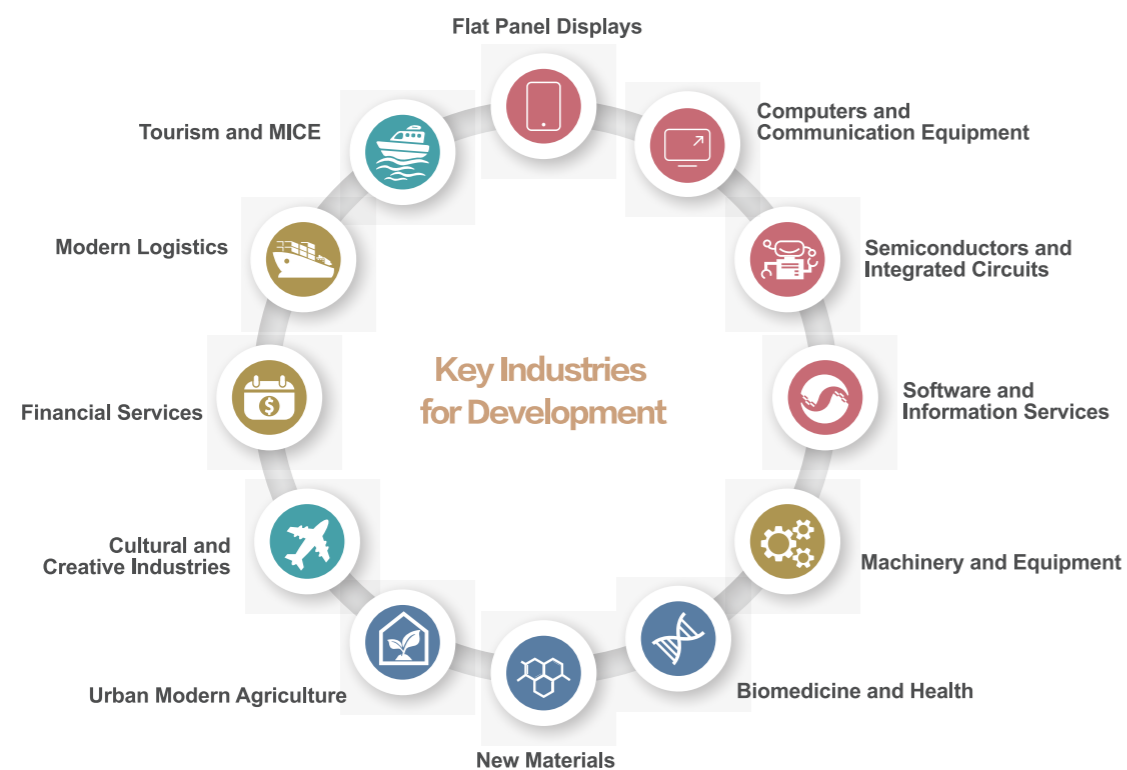 Flat Panel Displays
Computers and
Communication Equipment
Semiconductors and
Integrated Circuits
Software and
Information Services
Machinery and Equipment
Biomedicine and Health
New Materials
Urban Modern Agriculture
Cultural and
Creative Industries
Financial Services
$
Modern Logistics
Tourism and MICE
Key Industries
for Development